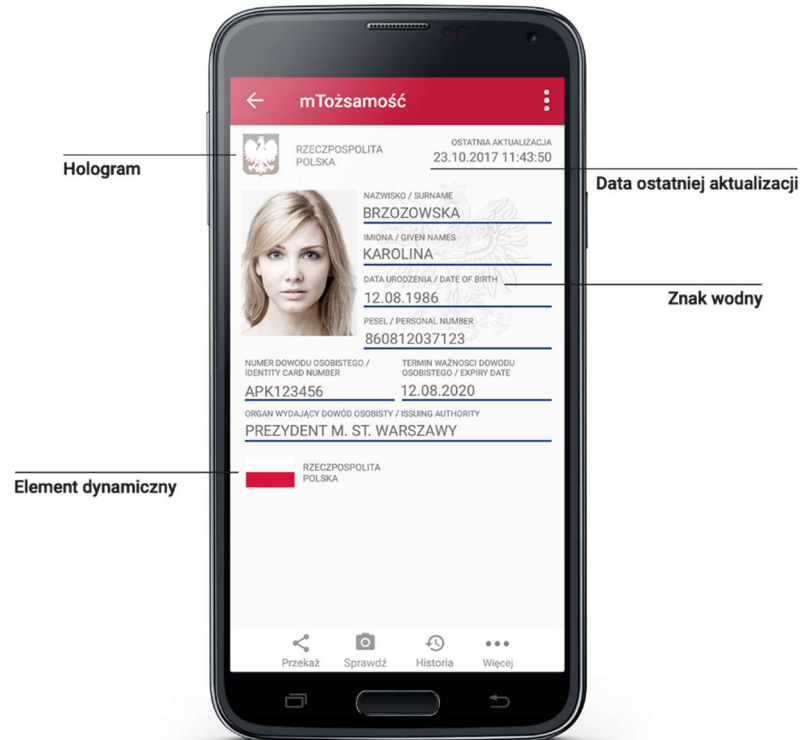 mTożsamość
RZECZPOSPOLITA
POLSKA
OSTATNIA AKTUALIZACJA
23.10.2017 11:43:50
Hologram
Data ostatniej aktualizacji
NAZWISKO / SURNAME
BRZOZOWSKA
IMIONA / GIVEN NAMES
KAROLINA
DATA URODZENIA / DATE OF BIRTH
12.08.1986
Znak wodny
PESEL / PERSONAL NUMBER
860812037123
NUMER DOWODU OSOBISTEGO /
IDENTITY CARD NUMBER
APK123456
TERMIN WAŻNOŚCI DOWODU
OSOBISTEGO / EXPIRY DATE
12.08.2020
ORGAN WYDAJĄCY DOWÓD OSOBISTY / ISSUING AUTHORITY
PREZYDENT M. ST. WARSZAWY
RZECZPOSPOLITA
POLSKA
Element dynamiczny
Przekaż
Sprawdź
Historia
Więcej